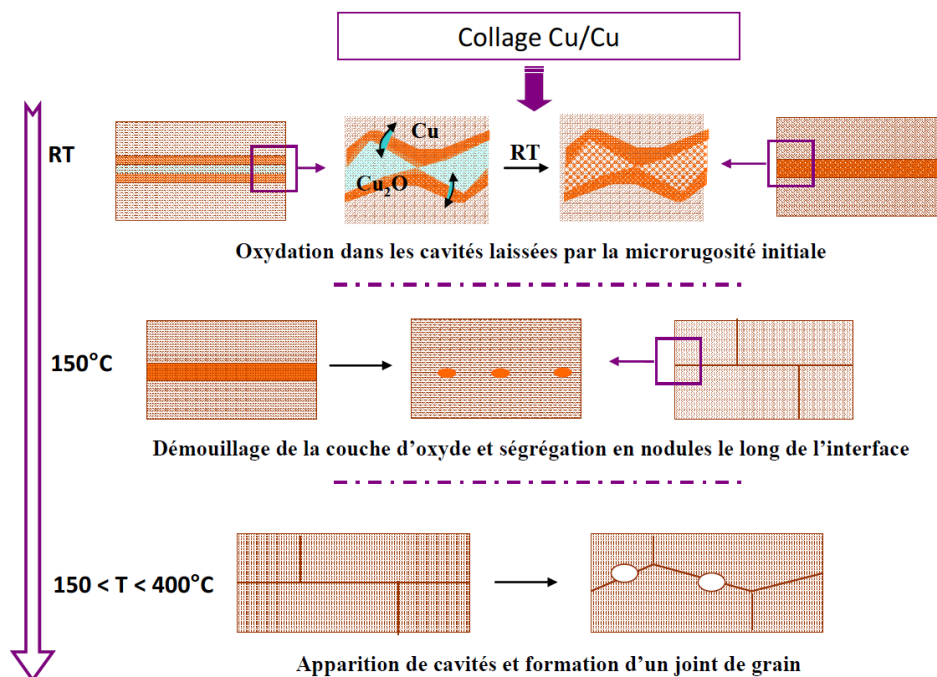 Collage Cu/Cu
RT
Cu
Cu₂O
RT
Oxydation dans les cavités laissées par la microrugosité initiale
150°C
Démouillage de la couche d’oxyde et ségrégation en nodules le long de l’interface
150 < T < 400°C
Apparition de cavités et formation d’un joint de grain